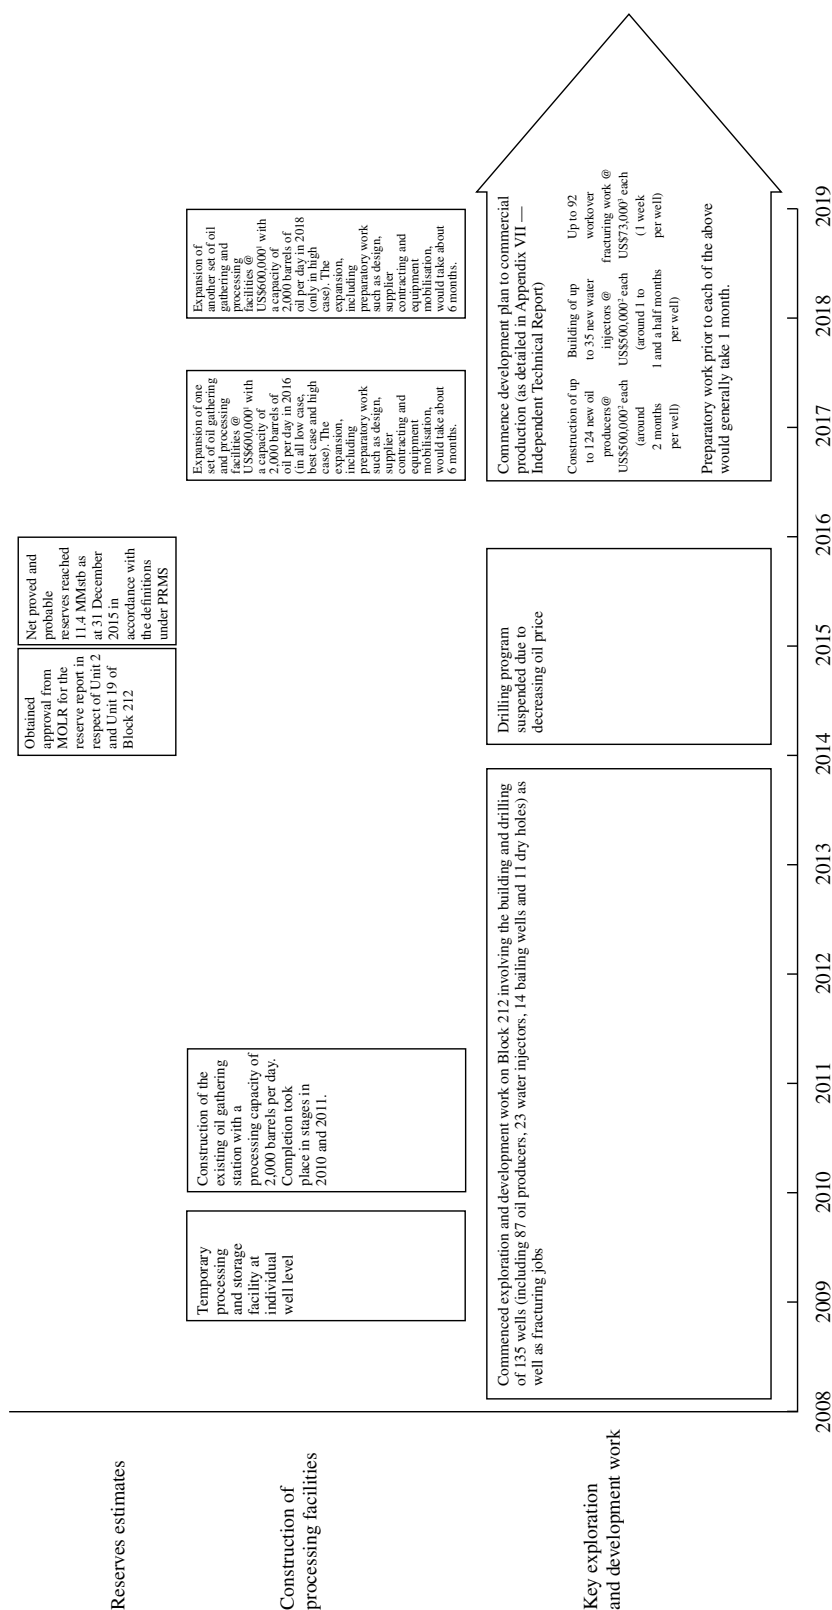 Reserves estimates
Obtained
approval from
MOLR for the
reserve report in
respect of Unit 2
and Unit 19 of
Block 212
Net proved and
probable
reserves reached
11.4 MMstb as
at 31 December
2015 in
accordance with
the definitions
under PRMS
Construction of
processing facilities
Temporary
processing
and storage
facility at
individual
well level
Construction of the
existing oil gathering
station with a
processing capacity of
2,000 barrels per day.
Completion took
place in stages in
2010 and 2011.
Expansion of one
set of oil gathering
and processing
facilities @
US$600,000¹ with
a capacity of
2,000 barrels of
oil per day in 2016
(in all low case,
best case and high
case). The
expansion,
including
preparatory work
such as design,
supplier
contracting and
equipment
mobilisation,
would take about
6 months.
Expansion of
another set of oil
gathering and
processing
facilities @
US$600,000¹ with
a capacity of
2,000 barrels of
oil per day in 2018
(only in high
case). The
expansion,
including
preparatory work
such as design,
supplier
contracting and
equipment
mobilisation,
would take about
6 months.
Key exploration
and development work
Commenced exploration and development work on Block 212 involving the building and drilling
of 135 wells (including 87 oil producers, 23 water injectors, 14 bailing wells and 11 dry holes) as
well as fracturing jobs
Drilling program
suspended due to
decreasing oil price
Commence development plan to commercial
production (as detailed in Appendix VII —
Independent Technical Report)
Construction of up
to 124 new oil
producers@
US$500,000² each
(around
2 months
per well)
Building of up
to 35 new water
injectors @
US$500,000² each
(around 1 to
1 and a half months
per well)
Up to 92
workover
fracturing work @
US$73,000³ each
(1 week
per well)
Preparatory work prior to each of the above
would generally take 1 month.
2008 2009 2010 2011 2012 2013 2014 2015 2016 2017 2018 2019